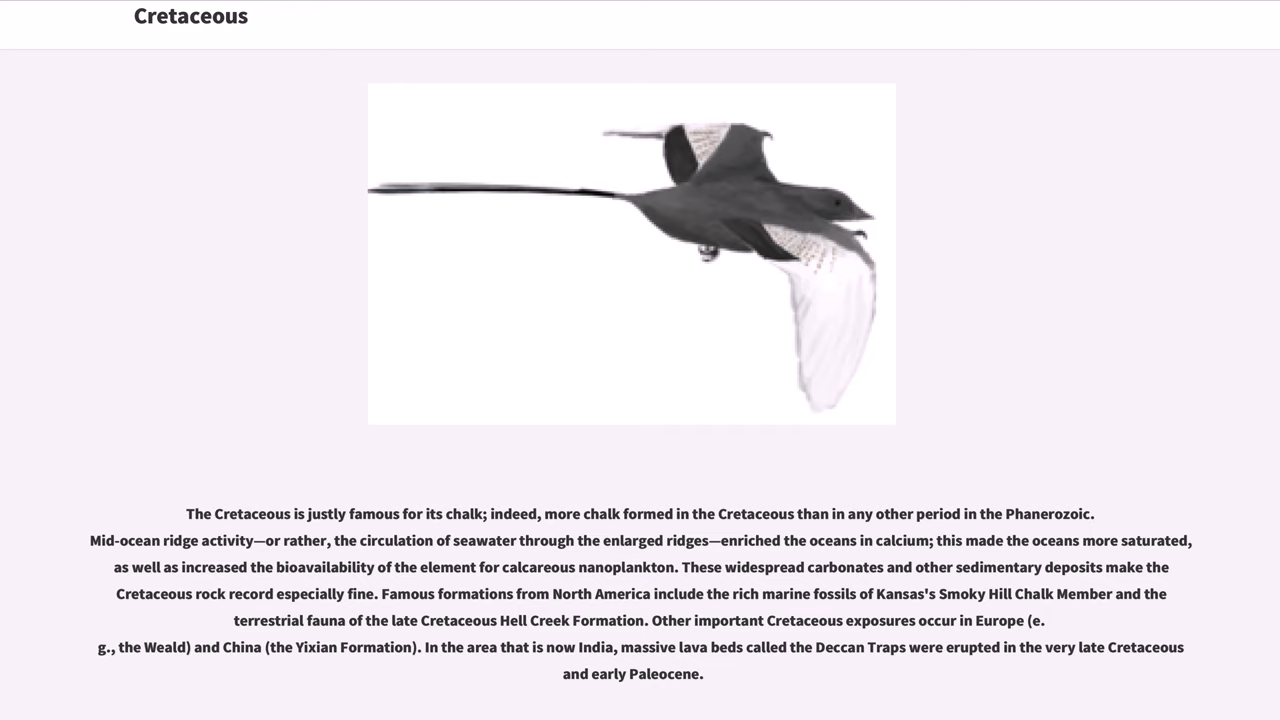 Cretaceous
The Cretaceous is justly famous for its chalk; indeed, more chalk formed in the Cretaceous than in any other period in the Phanerozoic.
Mid-ocean ridge activity—or rather, the circulation of seawater through the enlarged ridges—enriched the oceans in calcium; this made the oceans more saturated,
as well as increased the bioavailability of the element for calcareous nanoplankton. These widespread carbonates and other sedimentary deposits make the
Cretaceous rock record especially fine. Famous formations from North America include the rich marine fossils of Kansas's Smoky Hill Chalk Member and the
terrestrial fauna of the late Cretaceous Hell Creek Formation. Other important Cretaceous exposures occur in Europe (e.
g., the Weald) and China (the Yixian Formation). In the area that is now India, massive lava beds called the Deccan Traps were erupted in the very late Cretaceous
and early Paleocene.